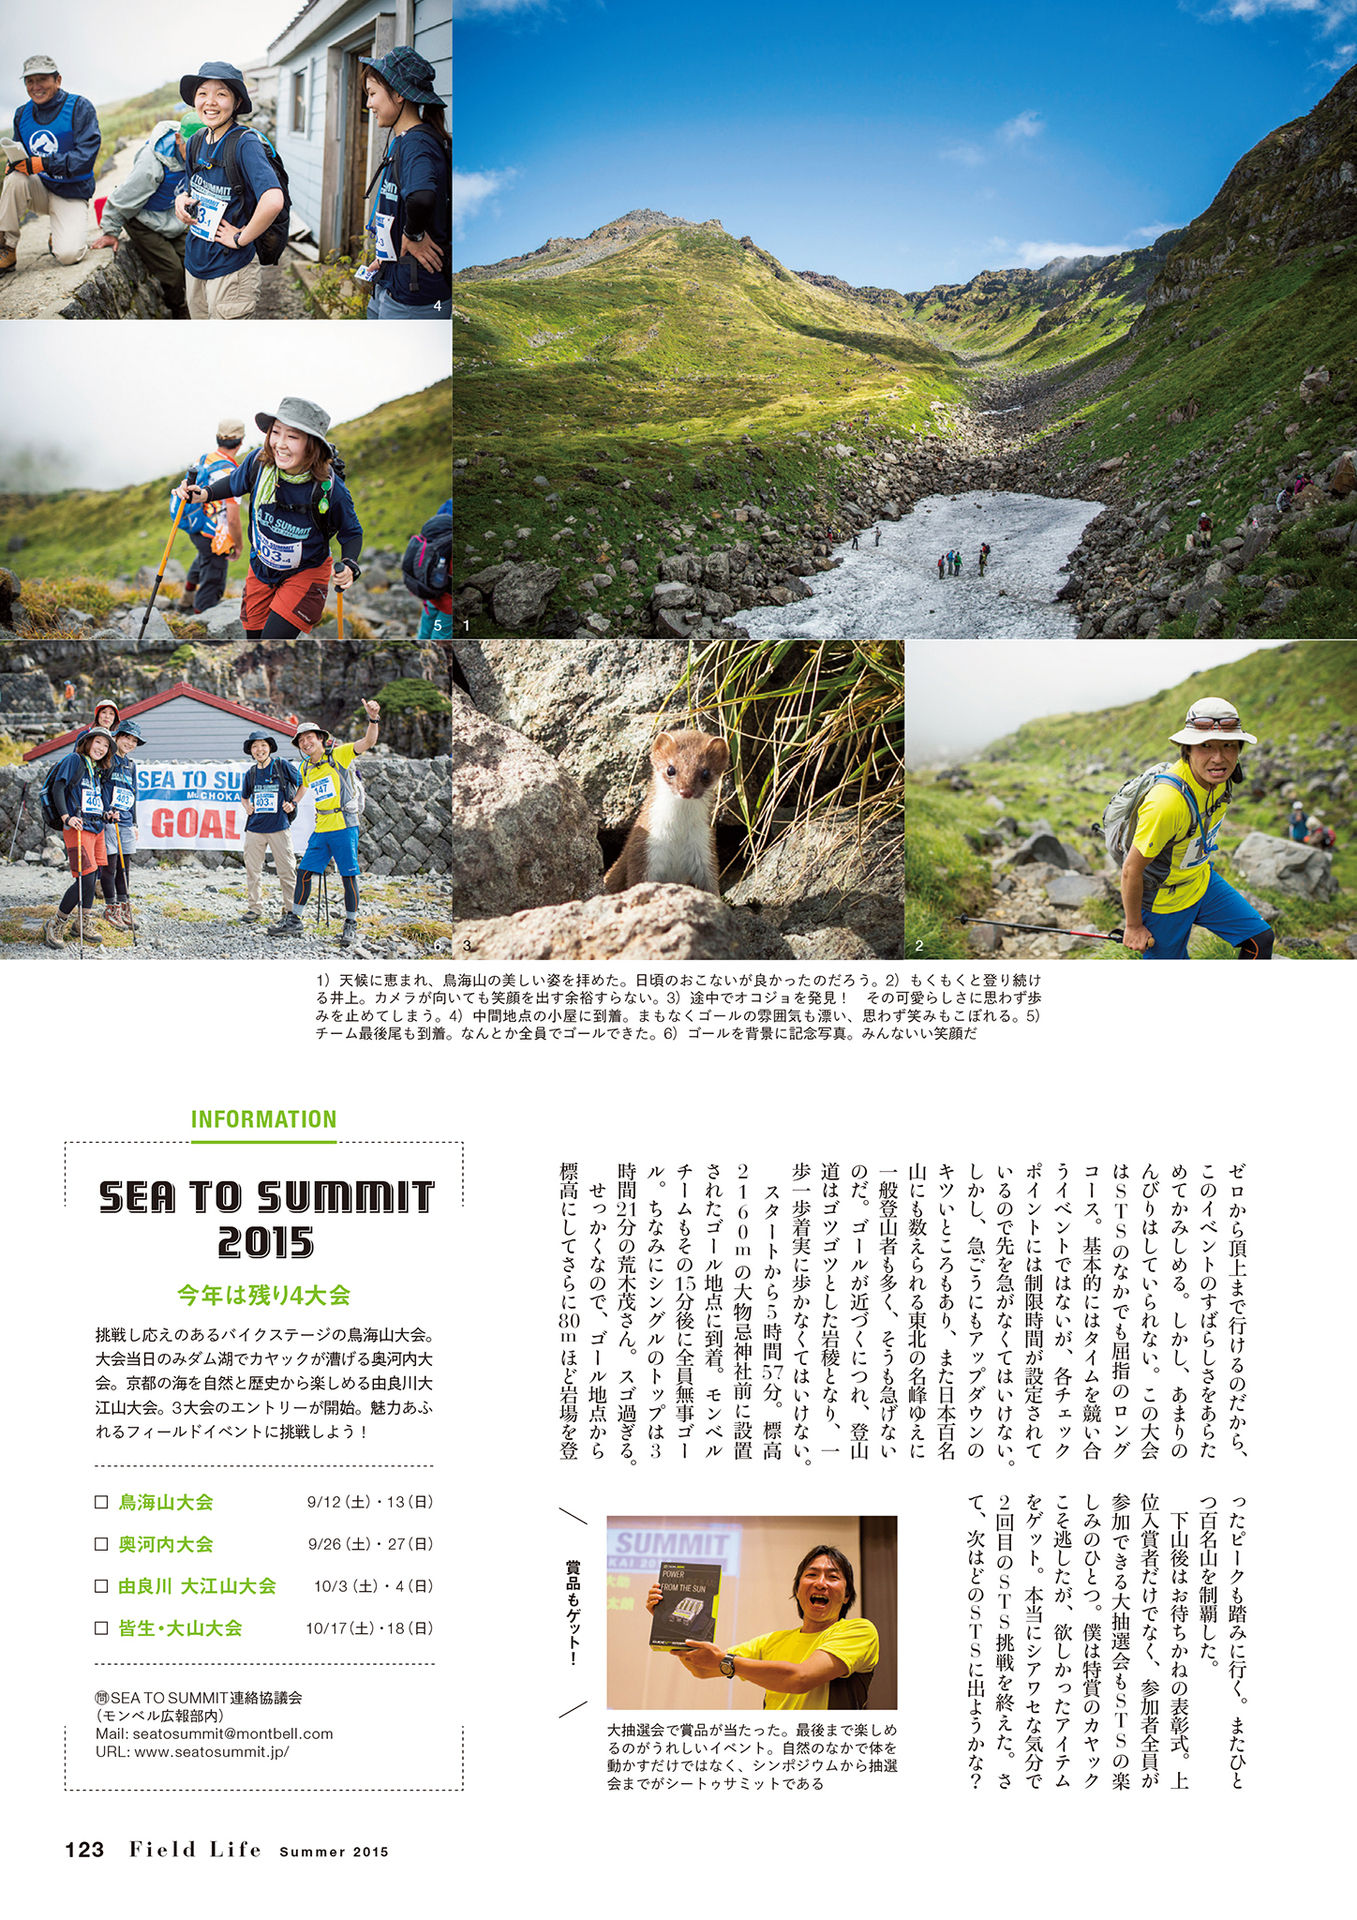 4
5
1
SEA TO SUMMIT
SEA TO SUMMIT
403-4
SEA TO SU
Mt.CHOKA
GOAL
401
403
403
147
6
3
2
1）天候に恵まれ、鳥海山の美しい姿を拝めた。日頃のおこないが良かったのだろう。2）もくもくと登り続け
る井上。カメラが向いても笑顔を出す余裕すらない。3）途中でオコジョを発見！　その可愛らしさに思わず歩
みを止めてしまう。4）中間地点の小屋に到着。まもなくゴールの雰囲気も漂い、思わず笑みもこぼれる。5）
チーム最後尾も到着。なんとか全員でゴールできた。6）ゴールを背景に記念写真。みんないい笑顔だ
ゼロから頂上まで行けるのだから、
このイベントのすばらしさをあらた
めてかみしめる。しかし、あまりの
んびりはしていられない。この大会
はSTSのなかでも屈指のロング
コース。基本的にはタイムを競い合
うイベントではないが、各チェック
ポイントには制限時間が設定されて
いるので先を急がなくてはいけない。
しかし、急ごうにもアップダウンの
キツいところもあり、また日本百名
山にも数えられる東北の名峰ゆえに
一般登山者も多く、そうも急げない
のだ。ゴールが近づくにつれ、登山
道はゴツゴツとした岩稜となり、一
歩一歩着実に歩かなくてはいけない。
　スタートから5時間57分。標高
2160mの大物忌神社前に設置
されたゴール地点に到着。モンベル
チームもその15分後に全員無事ゴー
ル。ちなみにシングルのトップは3
時間21分の荒木茂さん。スゴ過ぎる。
　せっかくなので、ゴール地点から
標高にしてさらに80mほど岩場を登
ったピークも踏みに行く。またひと
つ百名山を制覇した。
　下山後はお待ちかねの表彰式。上
位入賞者だけでなく、参加者全員が
参加できる大抽選会もSTSの楽
しみのひとつ。僕は特賞のカヤック
こそ逃したが、欲しかったアイテム
をゲット。本当にシアワセな気分で
2回目のSTS挑戦を終えた。さ
て、次はどのSTSに出ようかな？
賞品もゲット！
SUMMIT
POWER
FROM THE SUN
大抽選会で賞品が当たった。最後まで楽しめ
るのがうれしいイベント。自然のなかで体を
動かすだけではなく、シンポジウムから抽選
会までがシートゥサミットである
INFORMATION
SEA TO SUMMIT
2015
今年は残り4大会
挑戦し応えのあるバイクステージの鳥海山大会。
大会当日のみダム湖でカヤックが漕げる奥河内大
会。京都の海を自然と歴史から楽しめる由良川大
江山大会。3大会のエントリーが開始。魅力あふ
れるフィールドイベントに挑戦しよう！
□ 鳥海山大会 9/12（土）・13（日）
□ 奥河内大会 9/26（土）・27（日）
□ 由良川 大江山大会 10/3（土）・4（日）
□ 皆生・大山大会 10/17（土）・18（日）
㉄SEA TO SUMMIT連絡協議会
（モンベル広報部内）
Mail: seatosummit@montbell.com
URL: www.seatosummit.jp/
123 Field Life Summer 2015